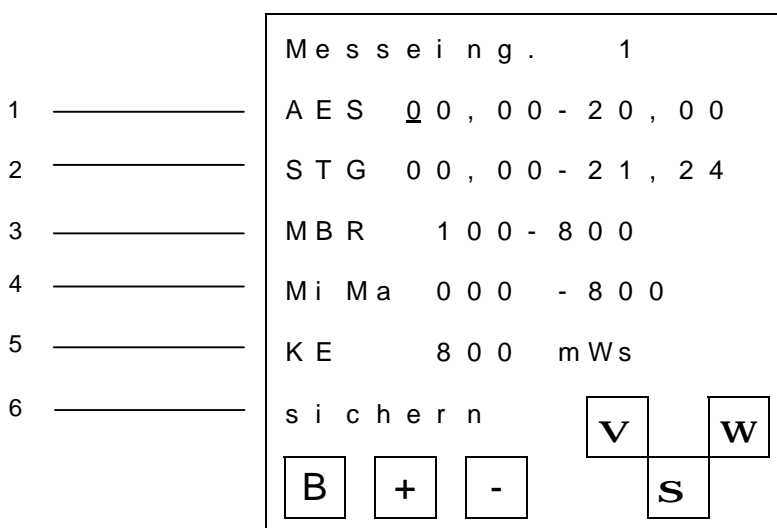 Messeing. 1
1 AES 00,00-20,00
2 STG 00,00-21,24
3 MBR 100-800
4 MiMa 000 -800
5 KE 800 mWs
6 sichern
v w
B + - s